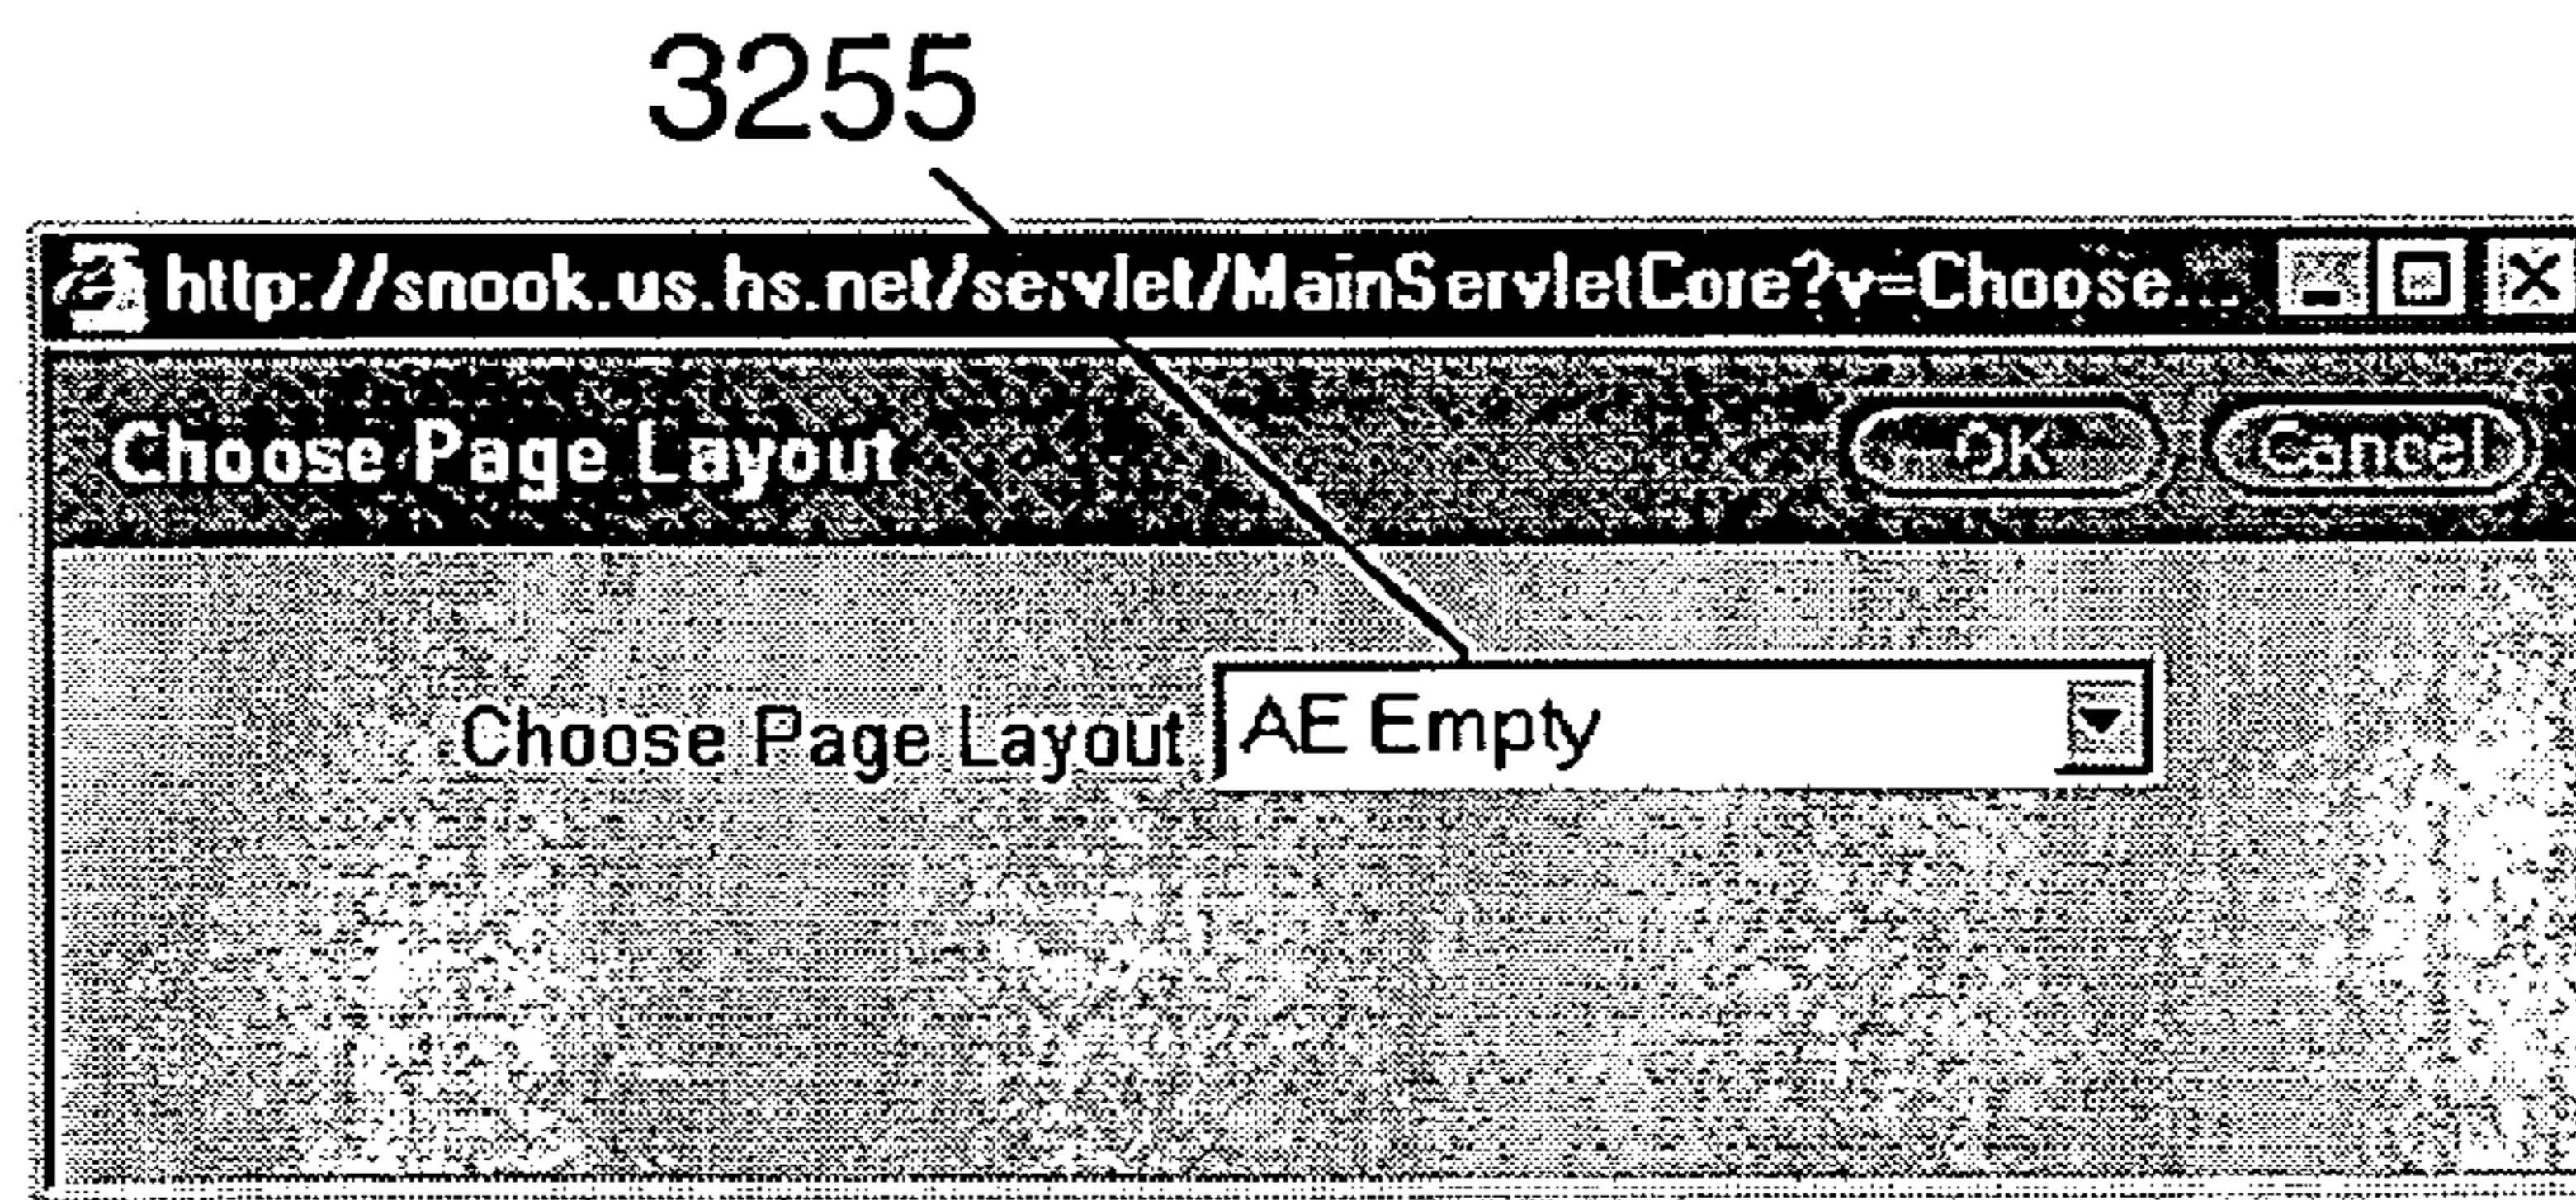 3255
http://snook.us.hs.net/servlet/MainServletCore?v=Choose...
Choose Page Layout OK Cancel
Choose Page Layout AE Empty